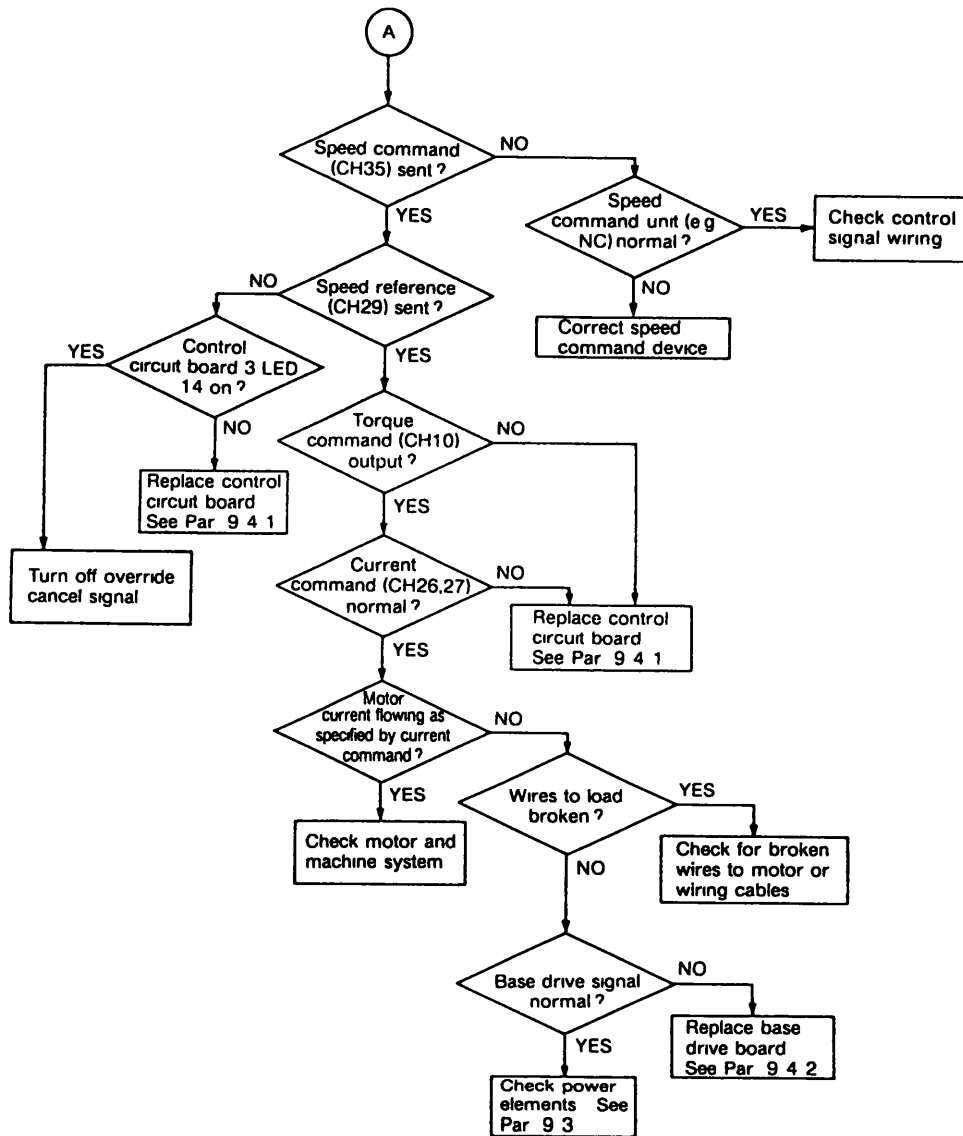 A
Speed command
(CH35) sent?
NO
YES
Speed
command unit (e g
NC) normal?
YES
Check control
signal wiring
NO
Correct speed
command device
Speed reference
(CH29) sent?
NO
YES
Control
circuit board 3 LED
14 on?
YES
NO
Replace control
circuit board
See Par 9 4 1
Turn off override
cancel signal
Torque
command (CH10)
output?
NO
YES
Current
command (CH26,27)
normal?
NO
Replace control
circuit board
See Par 9 4 1
YES
Motor
current flowing as
specified by current
command?
NO
YES
Check motor and
machine system
Wires to load
broken?
YES
Check for broken
wires to motor or
wiring cables
NO
Base drive signal
normal?
NO
Replace base
drive board
See Par 9 4 2
YES
Check power
elements See
Par 9 3